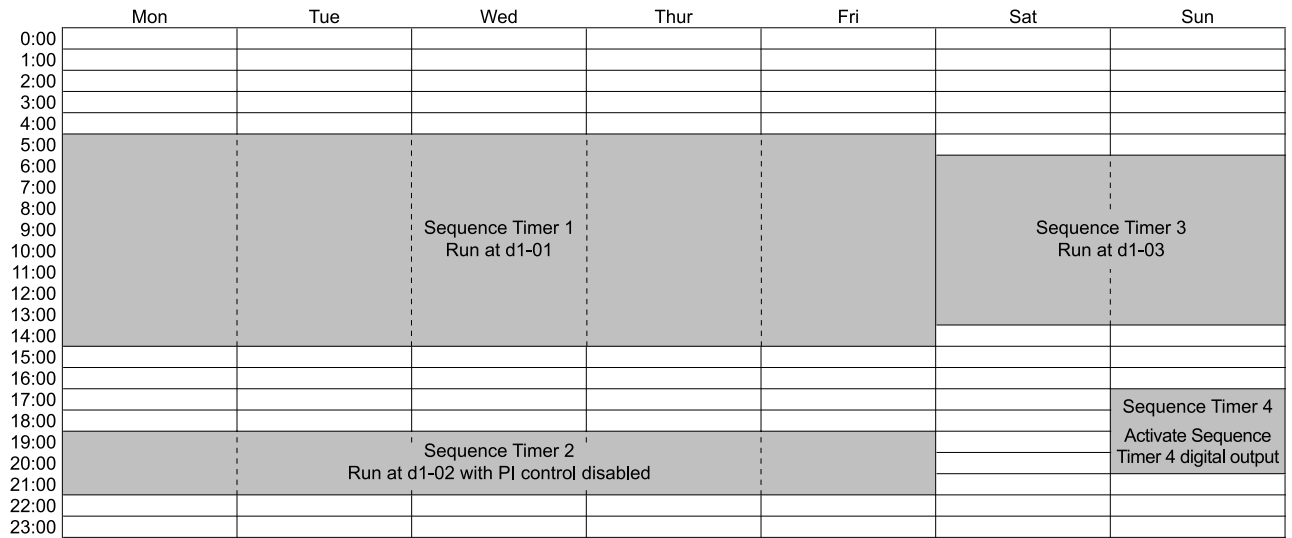 Mon Tue Wed Thur Fri Sat Sun
0:00
1:00
2:00
3:00
4:00
5:00
6:00
7:00
8:00
9:00
10:00
11:00
12:00
13:00
14:00
15:00
16:00
17:00
18:00
19:00
20:00
21:00
22:00
23:00
Sequence Timer 1
Run at d1-01
Sequence Timer 3
Run at d1-03
Sequence Timer 2
Run at d1-02 with PI control disabled
Sequence Timer 4
Activate Sequence
Timer 4 digital output